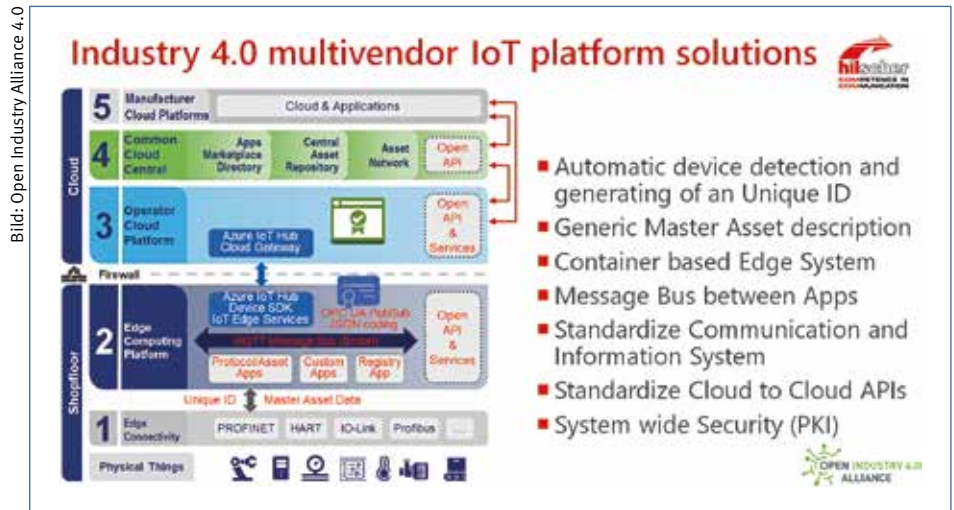 Bild: Open Industry Alliance 4.0
Industry 4.0 multivendor IoT platform solutions
hilscher
COMPETENCE IN
COMMUNICATION
Cloud
5
Manufacturer
Cloud Platforms
Cloud & Applications
4
Common
Cloud
Central
Apps
Marketplace
Directory
Central
Asset
Repository
Asset
Network
Open
API
3
Operator
Cloud
Platform
Azure IoT Hub
Cloud Gateway
Open
API
&
Services
Firewall
Shopfloor
2
Edge
Computing
Platform
Azure IoT Hub
Device SDK
IoT Edge Services
OPC UA PubSub
JSON coding
MQTT Message Bus
Protocol/Asset
Apps
Custom
Apps
Registry
App
Open
API
&
Services
Unique ID
Master Asset Data
1
Edge
Connectivity
PROFINET
HART
IO-Link
Profibus
...
Physical Things
Automatic device detection and
generating of an Unique ID
Generic Master Asset description
Container based Edge System
Message Bus between Apps
Standardize Communication and
Information System
Standardize Cloud to Cloud APIs
System wide Security (PKI)
OPEN INDUSTRY 4.0
ALLIANCE